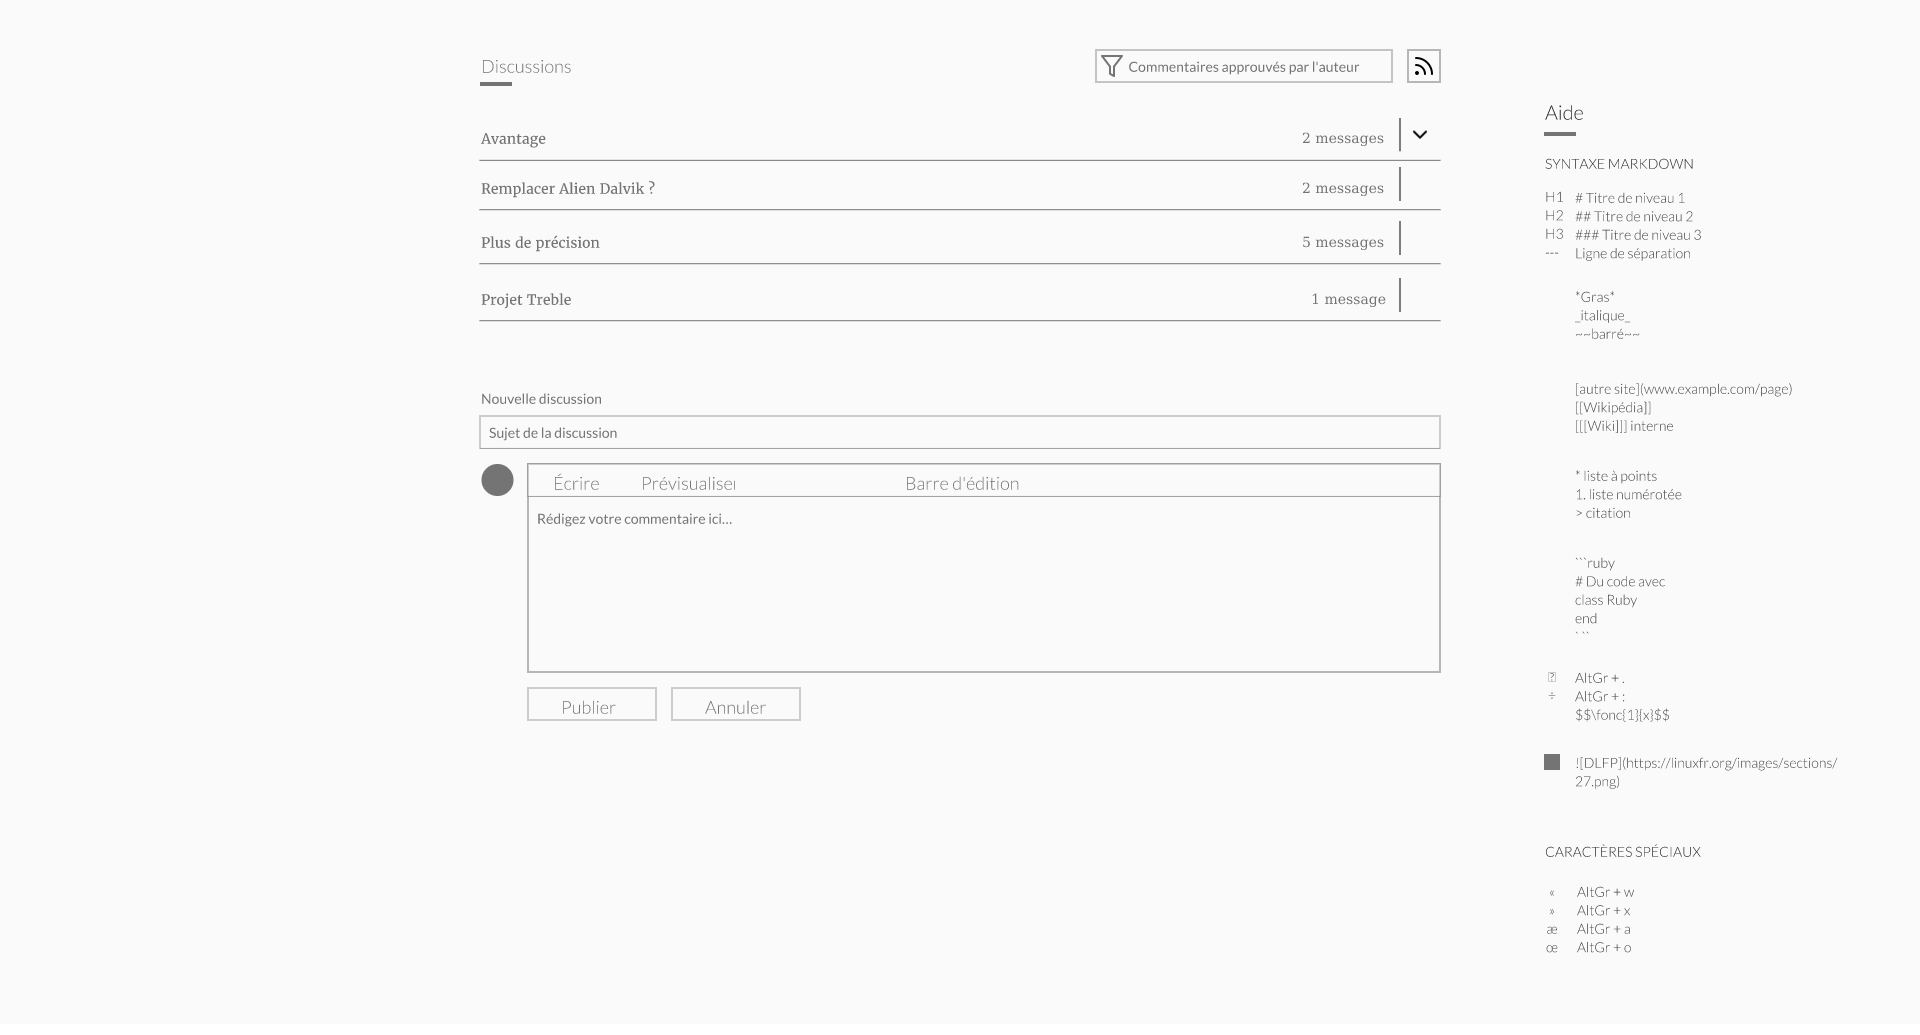 Discussions
Commentaires approuvés par l'auteur
Avantage 2 messages
Remplacer Alien Dalvik ? 2 messages
Plus de précision 5 messages
Projet Treble 1 message
Nouvelle discussion
Sujet de la discussion
Écrire Prévisualiser Barre d'édition
Rédigez votre commentaire ici...
Publier Annuler
Aide
SYNTAXE MARKDOWN
H1 # Titre de niveau 1
H2 ## Titre de niveau 2
H3 ### Titre de niveau 3
--- Ligne de séparation
*Gras*
_italique_
~~barré~~
[autre site](www.example.com/page)
[[Wikipédia]]
[[[Wiki]]] interne
* liste à points
1. liste numérotée
> citation
```ruby
# Du code avec
class Ruby
end
```
AltGr + .
÷ AltGr + :
$$\fonc{1}{x}$$
![DLFP](https://linuxfr.org/images/sections/
27.png)
CARACTÈRES SPÉCIAUX
« AltGr + w
» AltGr + x
æ AltGr + a
œ AltGr + o